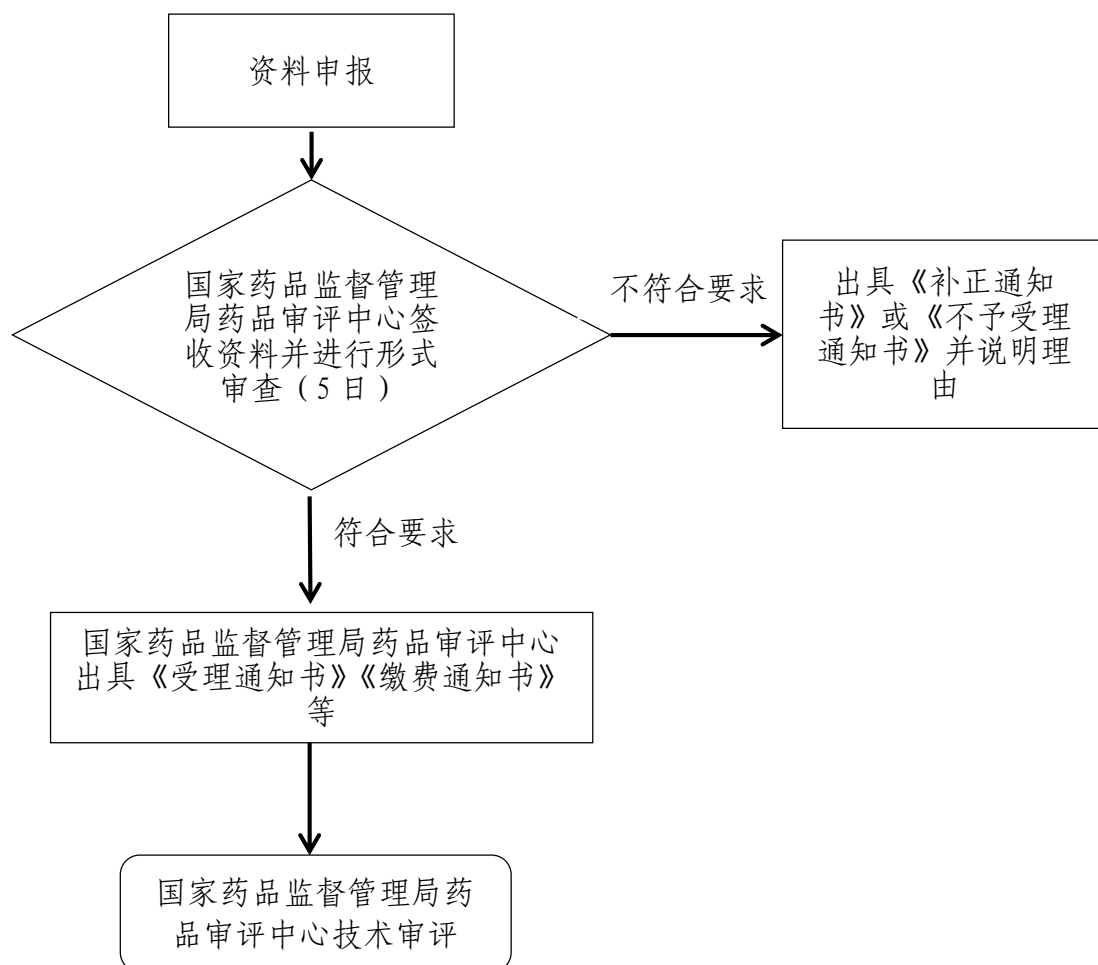 资料申报
国家药品监督管理
局药品审评中心签
收资料并进行形式
审查（5日）
不符合要求
出具《补正通知
书》或《不予受理
通知书》并说明理
由
符合要求
国家药品监督管理局药品审评中心
出具《受理通知书》《缴费通知书》
等
国家药品监督管理局药
品审评中心技术审评